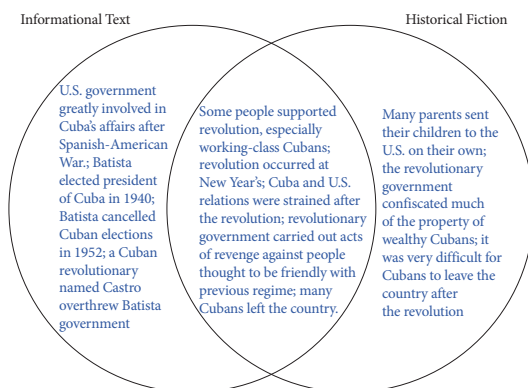 Informational Text
Historical Fiction
U.S. government
greatly involved in
Cuba's affairs after
Spanish-American
War.; Batista
elected president
of Cuba in 1940;
Batista cancelled
Cuban elections
in 1952; a Cuban
revolutionary
named Castro
overthrew Batista
government
Some people supported
revolution, especially
working-class Cubans;
revolution occurred at
New Year's; Cuba and U.S.
relations were strained after
the revolution; revolutionary
government carried out acts
of revenge against people
thought to be friendly with
previous regime; many
Cubans left the country.
Many parents sent
their children to the
U.S. on their own;
the revolutionary
government
confiscated much
of the property of
wealthy Cubans; it
was very difficult for
Cubans to leave the
country after
the revolution